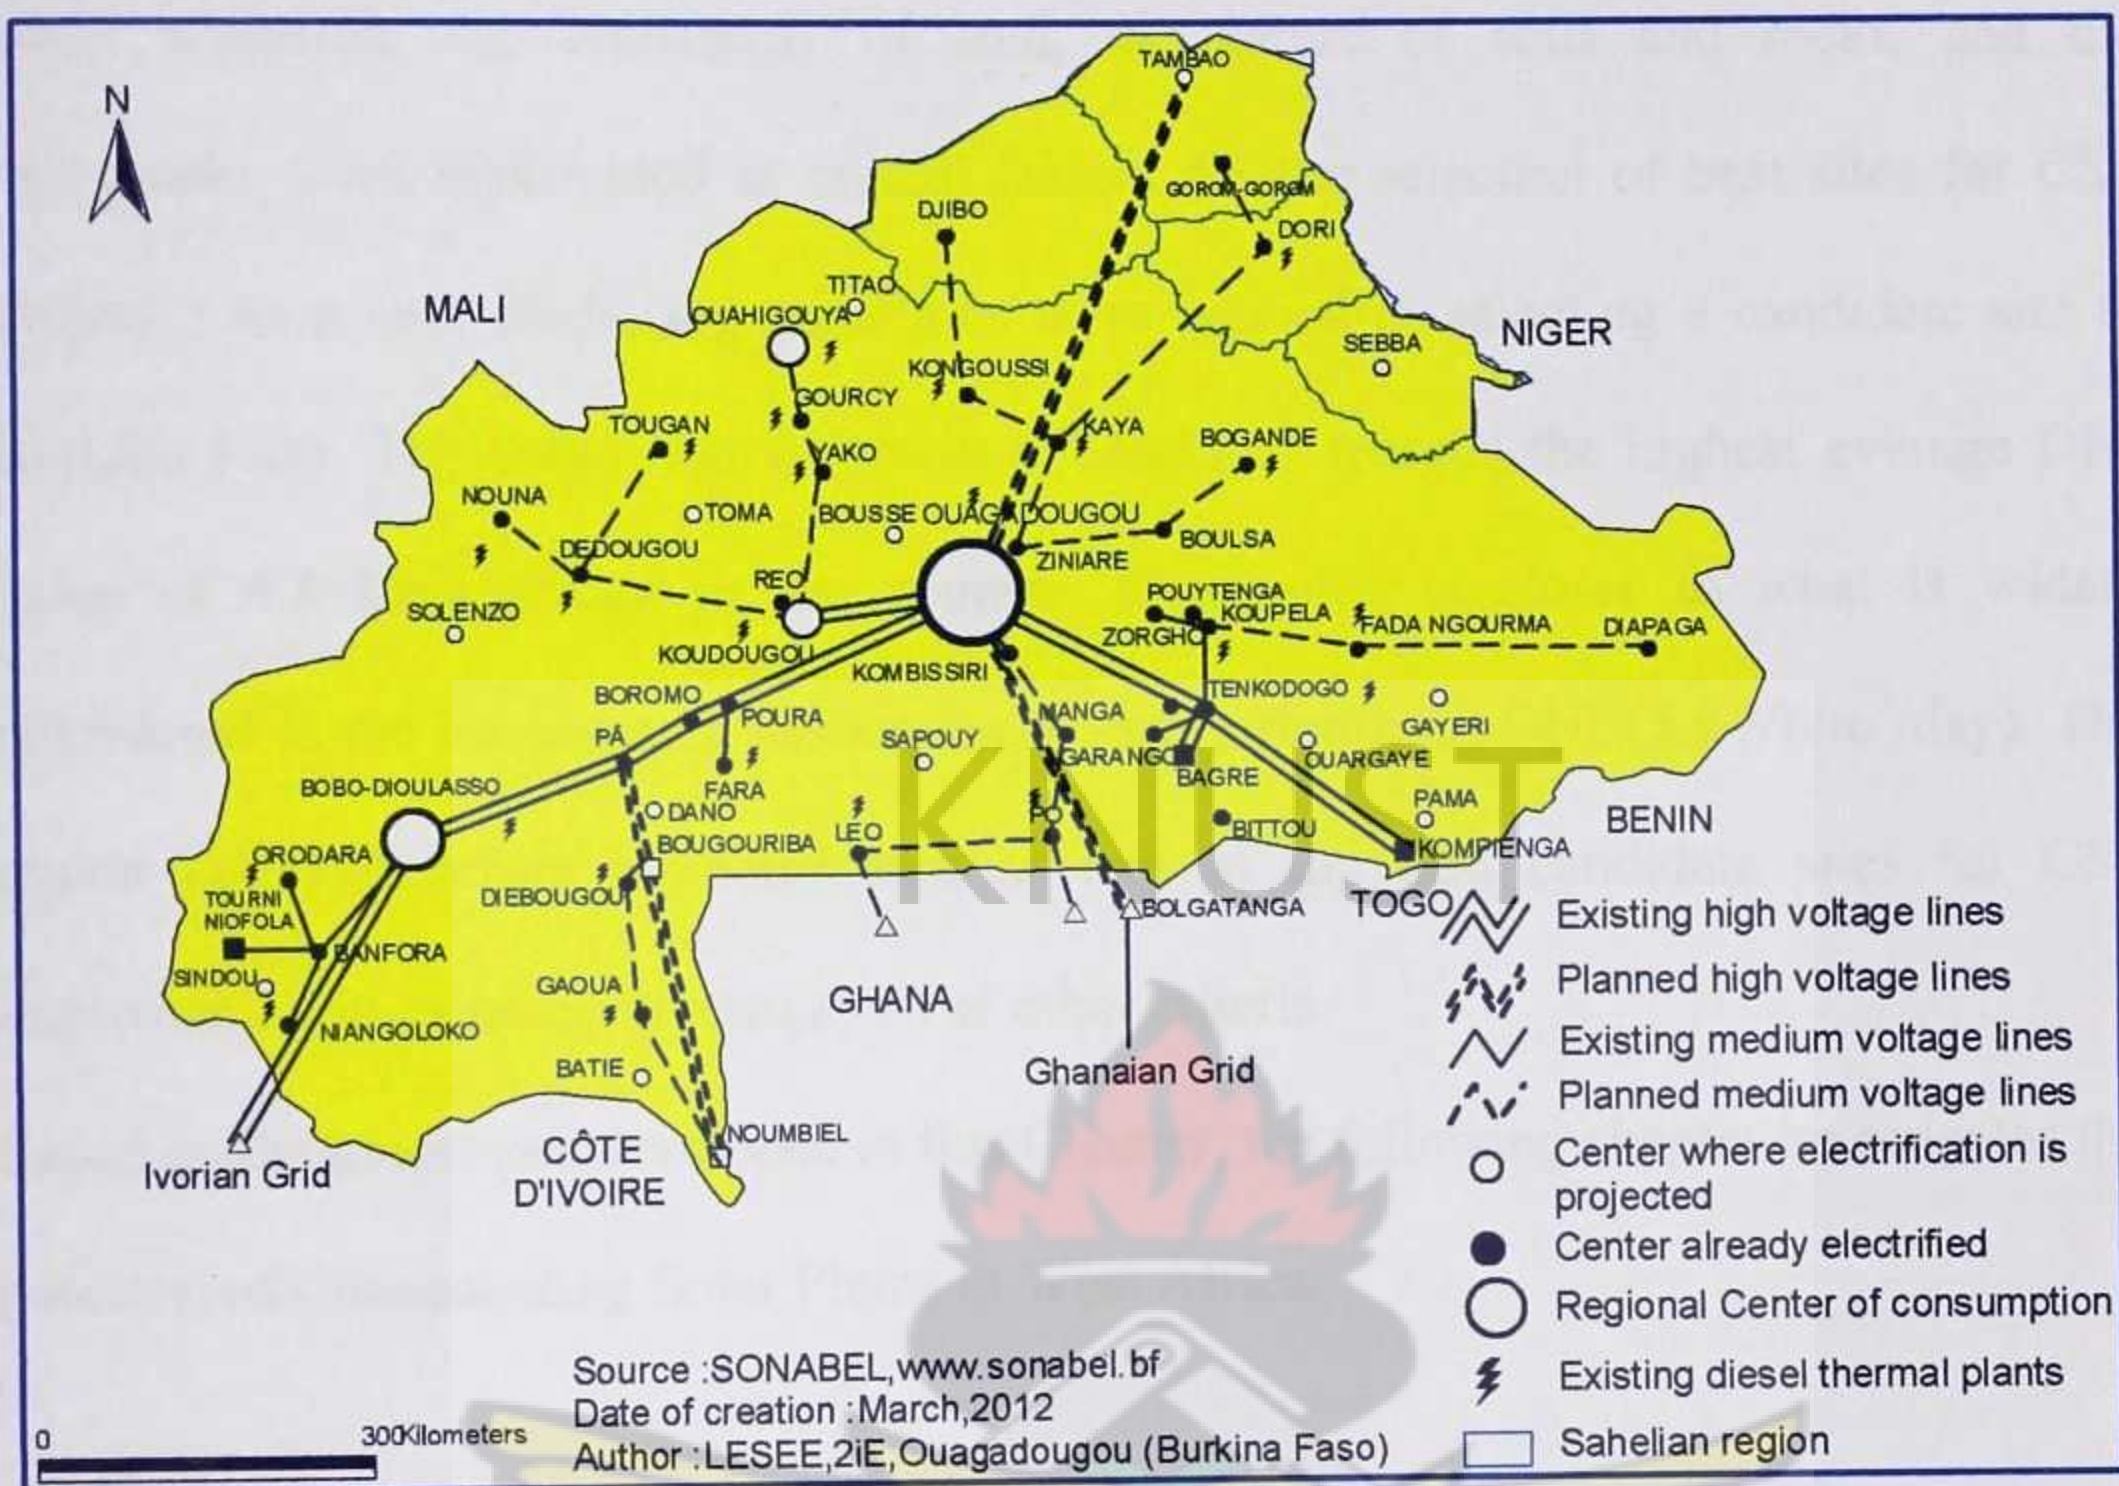 N
TAMBAO
GOROM-GOROM
DJIBO
DORI
TITAO
MALI
OUAHIGOUYA
NIGER
SEBBA
KONGOUSSI
GOURCY
TOUGAN
KAYA
BOGANDE
YAKO
NOUNA
TOMA
BOUSSE
OUAGADOUGOU
BOULSA
DEDOUGOU
ZINIARE
REO
POUYTENGA
SOLENZO
KOUPELA
FADA NGOURMA
DIAPAGA
ZORGHO
KOUDOUGOU
KOMBISSIRI
BOROMO
TENKODOGO
POURA
MANGA
GAYERI
PÁ
SAPOUY
GARANGO
OUARGAYE
BAGRE
BOBO-DIOULASSO
FARA
KNUST
DANO
PAMA
PO
BENIN
LEO
BITTOU
BOUGOURIBA
KOMPIENGA
ORODARA
DIEBOUGOU
TOURNI
NIOFOLA
BOLGATANGA
TOGO
BANFORA
SINDOU
GAOUA
GHANA
NIANGOLOKO
BATIE
Ghanaian Grid
NOUMBIEL
CÔTE
D'IVOIRE
Ivorian Grid
Existing high voltage lines
Planned high voltage lines
Existing medium voltage lines
Planned medium voltage lines
Center where electrification is
projected
Center already electrified
Regional Center of consumption
Existing diesel thermal plants
Sahelian region
Source :SONABEL,www.sonabel.bf
Date of creation :March,2012
Author :LESEE,2iE,Ouagadougou (Burkina Faso)
0 300Kilometers